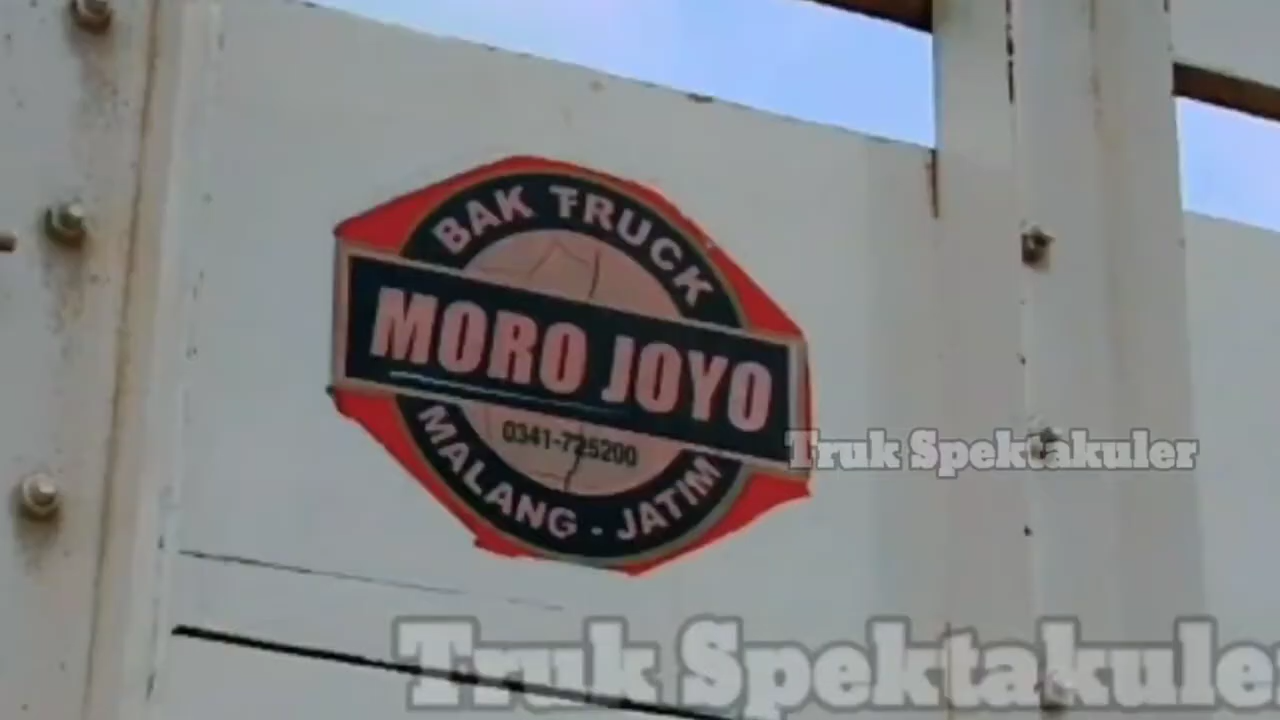 BAK TRUCK
MORO JOYO
0341-725200
MALANG - JATIM
Truk Spektakuler
Truk Spektakuler